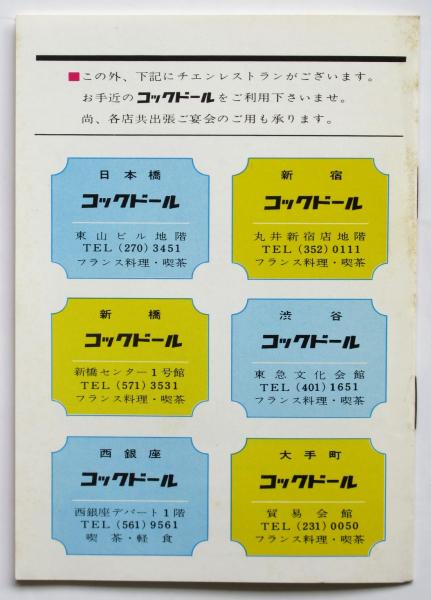 ■この外、下記にチエンレストランがございます。
お手近のコックドールをご利用下さいませ。
尚、各店共出張ご宴会のご用も承ります。
日本橋
コックドール
東山ビル地階
TEL (270) 3451
フランス料理・喫茶
新宿
コックドール
丸井新宿店地階
TEL (352) 0111
フランス料理・喫茶
新橋
コックドール
新橋センター1号館
TEL (571) 3531
フランス料理・喫茶
渋谷
コックドール
東急文化会館
TEL (401) 1651
フランス料理・喫茶
西銀座
コックドール
西銀座デパート1階
TEL (561) 9561
喫茶・軽食
大手町
コックドール
貿易会館
TEL (231) 0050
フランス料理・喫茶